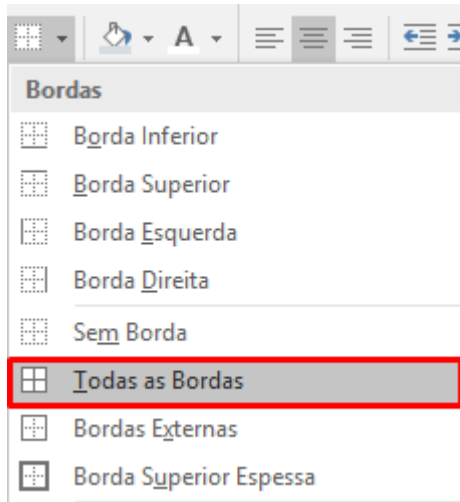 A
Bordas
Borda Inferior
Borda Superior
Borda Esquerda
Borda Direita
Sem Borda
Todas as Bordas
Bordas Externas
Borda Superior Espessa